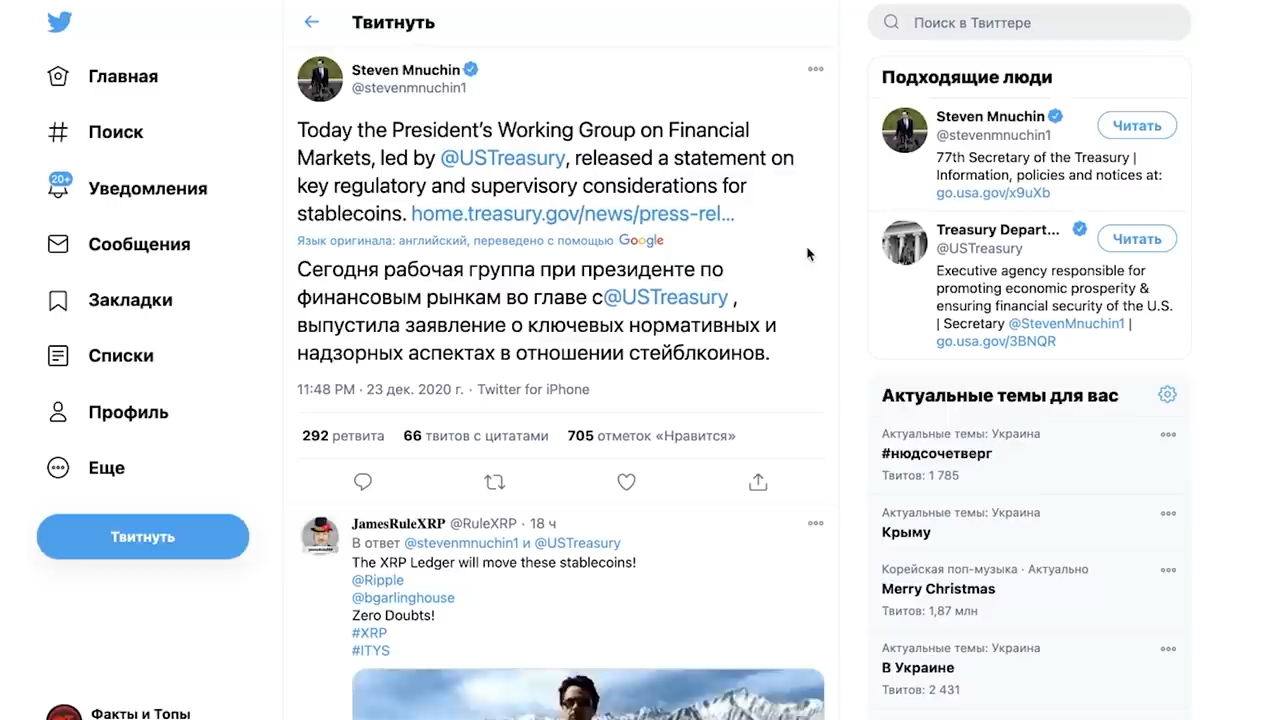 Главная
Поиск
20+
Уведомления
Сообщения
Закладки
Списки
Профиль
Еще
Твитнуть
Факты и Топы
Твитнуть
Steven Mnuchin
@stevenmnuchin1
Today the President's Working Group on Financial
Markets, led by @USTreasury, released a statement on
key regulatory and supervisory considerations for
stablecoins. home.treasury.gov/news/press-rel...
Язык оригинала: английский, переведено с помощью Google
Сегодня рабочая группа при президенте по
финансовым рынкам во главе с@USTreasury ,
выпустила заявление о ключевых нормативных и
надзорных аспектах в отношении стейблкоинов.
11:48 PM · 23 дек. 2020 г. · Twitter for iPhone
292 ретвита 66 твитов с цитатами 705 отметок «Нравится»
JamesRuleXRP @RuleXRP · 18 ч
В ответ @stevenmnuchin1 и @USTreasury
The XRP Ledger will move these stablecoins!
@Ripple
@bgarlinghouse
Zero Doubts!
#XRP
#ITYS
Поиск в Твиттере
Подходящие люди
Steven Mnuchin
@stevenmnuchin1
Читать
77th Secretary of the Treasury |
Information, policies and notices at:
go.usa.gov/x9uXb
Treasury Depart...
@USTreasury
Читать
Executive agency responsible for
promoting economic prosperity &
ensuring financial security of the U.S.
| Secretary @StevenMnuchin1 |
go.usa.gov/3BNQR
Актуальные темы для вас
Актуальные темы: Украина
#нюдсочетверг
Твитов: 1 785
Актуальные темы: Украина
Крыму
Корейская поп-музыка · Актуально
Merry Christmas
Твитов: 1,87 млн
Актуальные темы: Украина
В Украине
Твитов: 2 431